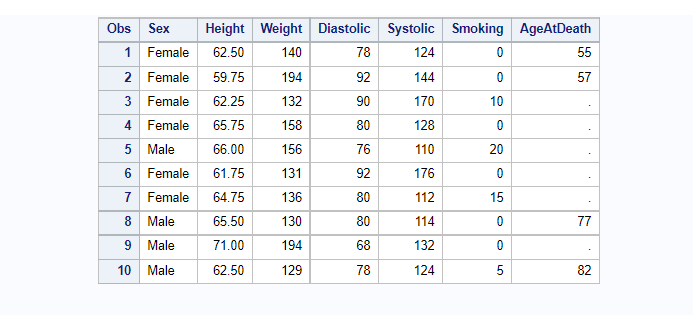 Obs Sex Height Weight Diastolic Systolic Smoking AgeAtDeath
1 Female 62.50 140 78 124 0 55
2 Female 59.75 194 92 144 0 57
3 Female 62.25 132 90 170 10 .
4 Female 65.75 158 80 128 0 .
5 Male 66.00 156 76 110 20 .
6 Female 61.75 131 92 176 0 .
7 Female 64.75 136 80 112 15 .
8 Male 65.50 130 80 114 0 77
9 Male 71.00 194 68 132 0 .
10 Male 62.50 129 78 124 5 82